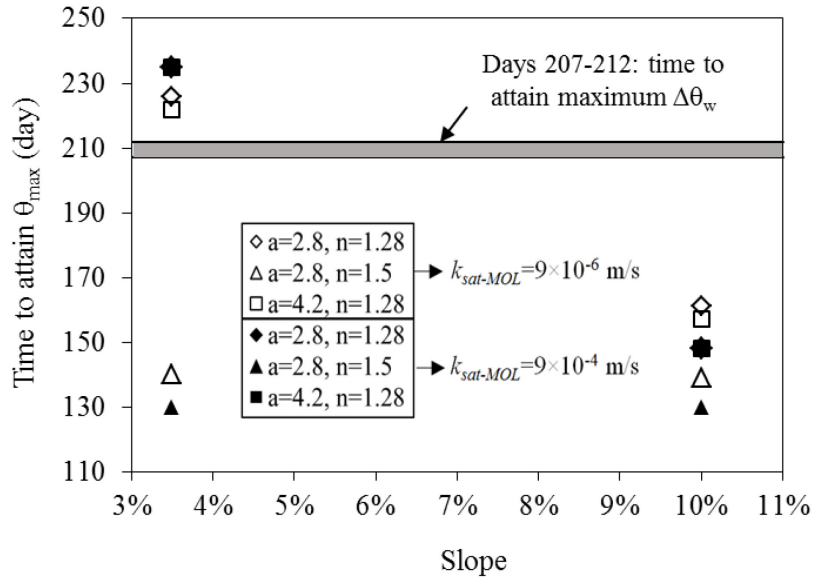 250
230
210
190
170
150
130
110
Time to attain θmax (day)
Days 207-212: time to
attain maximum Δθw
a=2.8, n=1.28
a=2.8, n=1.5
a=4.2, n=1.28
ksat-MOL=9×10-6 m/s
a=2.8, n=1.28
a=2.8, n=1.5
a=4.2, n=1.28
ksat-MOL=9×10-4 m/s
3% 4% 5% 6% 7% 8% 9% 10% 11%
Slope